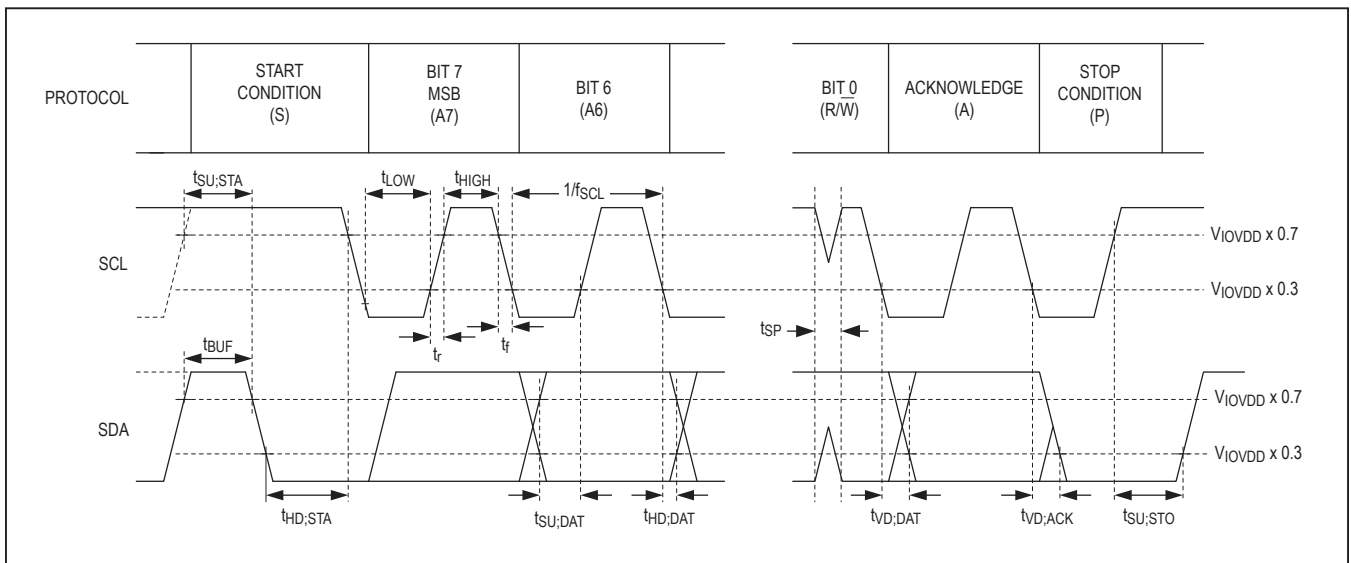 PROTOCOL
START
CONDITION
(S)
BIT 7
MSB
(A7)
BIT 6
(A6)
BIT 0
(R/W̅)
ACKNOWLEDGE
(A)
STOP
CONDITION
(P)
tSU;STA
tLOW
tHIGH
1/fSCL
SCL
VIOVDD x 0.7
VIOVDD x 0.3
tr
tf
tSP
tBUF
SDA
VIOVDD x 0.7
VIOVDD x 0.3
tHD;STA
tSU;DAT
tHD;DAT
tVD;DAT
tVD;ACK
tSU;STO